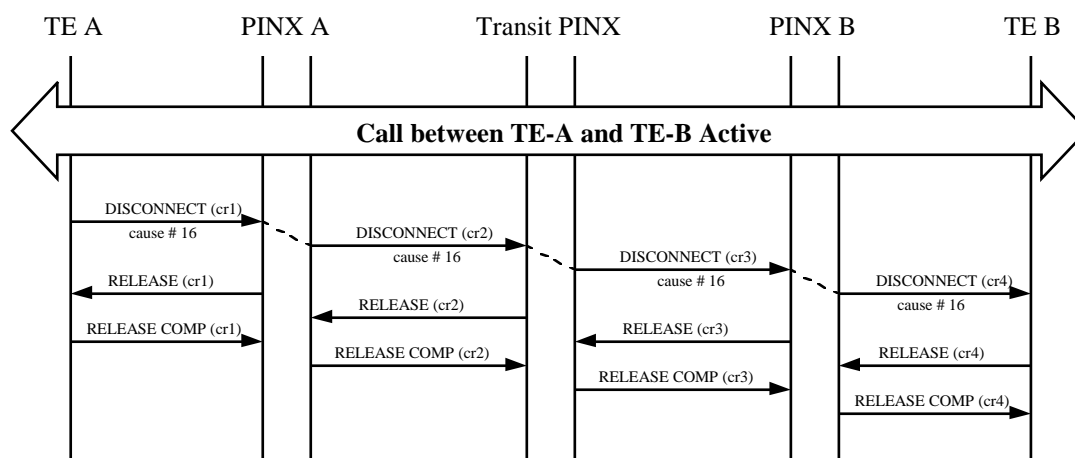 TE A PINX A Transit PINX PINX B TE B
Call between TE-A and TE-B Active
DISCONNECT (cr1)
cause # 16
DISCONNECT (cr2)
cause # 16
DISCONNECT (cr3)
cause # 16
DISCONNECT (cr4)
cause # 16
RELEASE (cr1)
RELEASE (cr2)
RELEASE (cr3)
RELEASE (cr4)
RELEASE COMP (cr1)
RELEASE COMP (cr2)
RELEASE COMP (cr3)
RELEASE COMP (cr4)